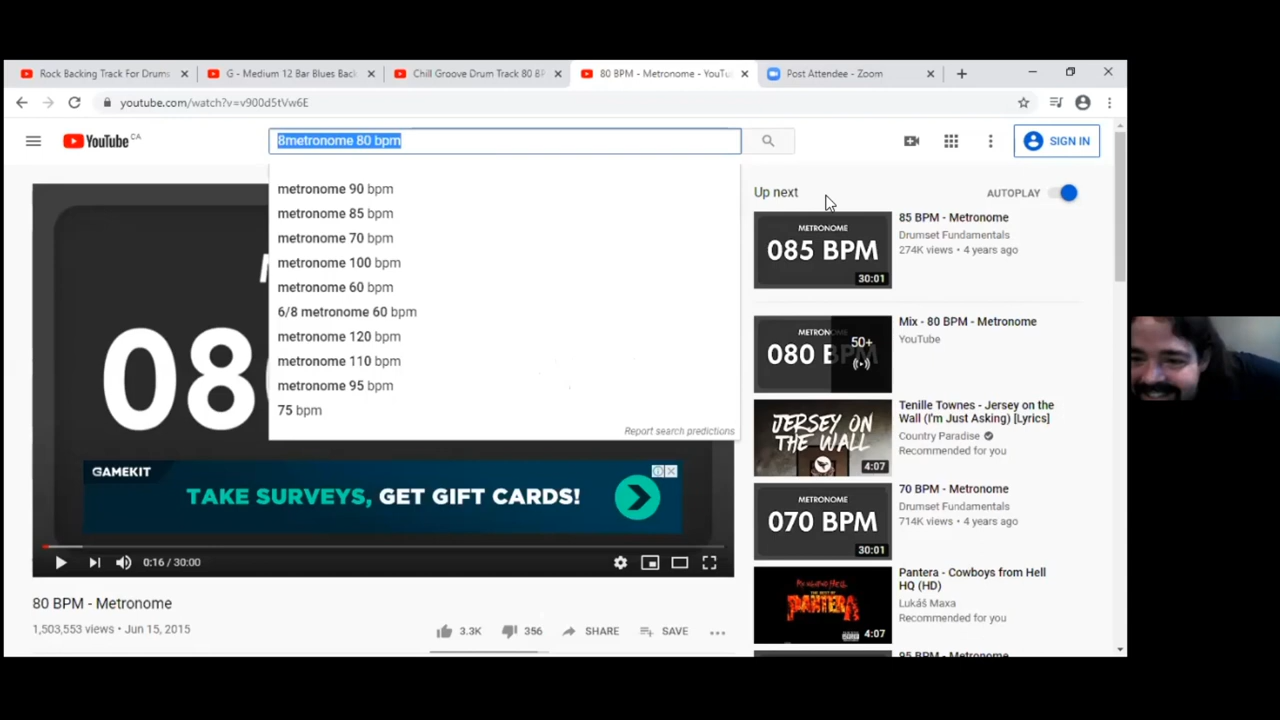 Rock Backing Track For Drums
G - Medium 12 Bar Blues Back
Chill Groove Drum Track 80 BP
80 BPM - Metronome - YouTu
Post Attendee - Zoom
youtube.com/watch?v=v900d5tVw6E
YouTube CA
8metronome 80 bpm
SIGN IN
metronome 90 bpm
metronome 85 bpm
metronome 70 bpm
metronome 100 bpm
metronome 60 bpm
6/8 metronome 60 bpm
metronome 120 bpm
metronome 110 bpm
metronome 95 bpm
75 bpm
Report search predictions
08
GAMEKIT
TAKE SURVEYS, GET GIFT CARDS!
0:16 / 30:00
80 BPM - Metronome
1,503,553 views • Jun 15, 2015
3.3K
356
SHARE
SAVE
Up next
AUTOPLAY
METRONOME
085 BPM
30:01
85 BPM - Metronome
Drumset Fundamentals
274K views • 4 years ago
METRONOME
080 BPM
50+
Mix - 80 BPM - Metronome
YouTube
JERSEY ON
THE WALL
4:07
Tenille Townes - Jersey on the
Wall (I'm Just Asking) [Lyrics]
Country Paradise
Recommended for you
METRONOME
070 BPM
30:01
70 BPM - Metronome
Drumset Fundamentals
714K views • 4 years ago
PANTERA
4:07
Pantera - Cowboys from Hell
HQ (HD)
Lukáš Maxa
Recommended for you
95 BPM - Metronome